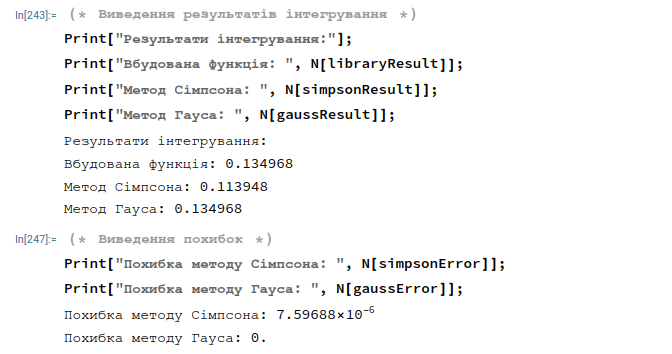 In[243]:= (* Виведення результатів інтегрування *)
Print["Результати інтегрування:"];
Print["Вбудована функція: ", N[libraryResult]];
Print["Метод Сімпсона: ", N[simpsonResult]];
Print["Метод Гауса: ", N[gaussResult]];
Результати інтегрування:
Вбудована функція: 0.134968
Метод Сімпсона: 0.113948
Метод Гауса: 0.134968
In[247]:= (* Виведення похибок *)
Print["Похибка методу Сімпсона: ", N[simpsonError]];
Print["Похибка методу Гауса: ", N[gaussError]];
Похибка методу Сімпсона: 7.59688×10⁻⁶
Похибка методу Гауса: 0.